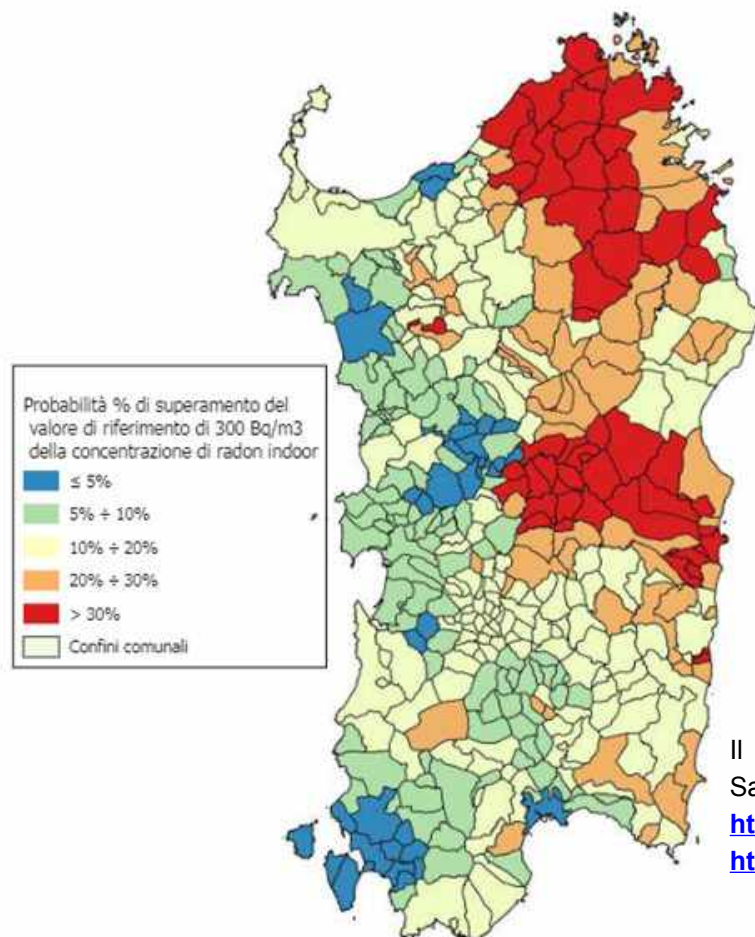 Probabilità % di superamento del
valore di riferimento di 300 Bq/m3
della concentrazione di radon indoor
≤ 5%
5% ÷ 10%
10% ÷ 20%
20% ÷ 30%
> 30%
Confini comunali
Il
Sa
ht
ht